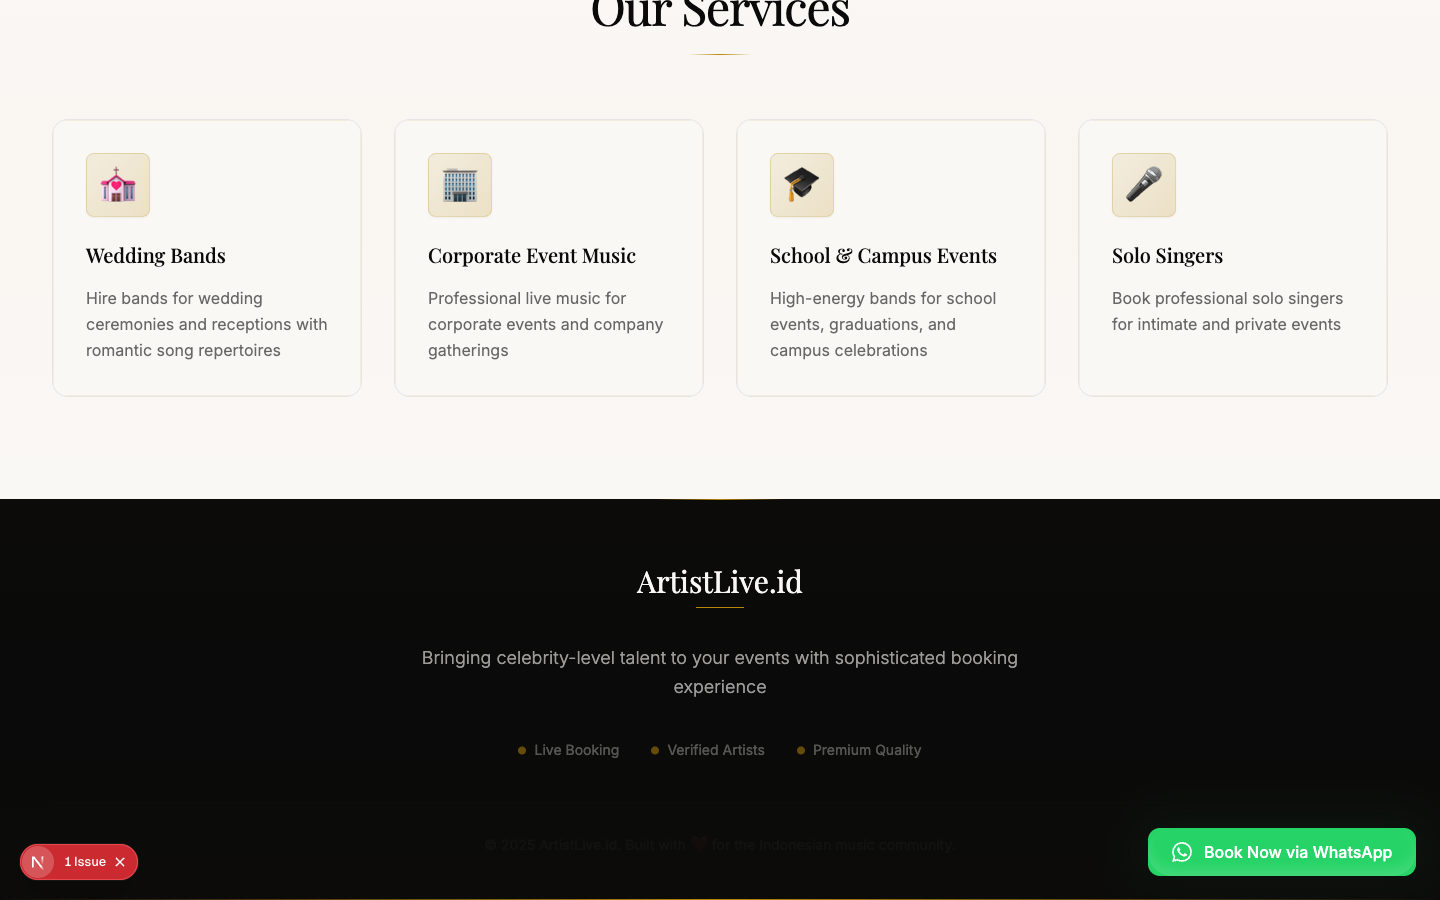 Our Services
Wedding Bands
Hire bands for wedding
ceremonies and receptions with
romantic song repertoires
Corporate Event Music
Professional live music for
corporate events and company
gatherings
School & Campus Events
High-energy bands for school
events, graduations, and
campus celebrations
Solo Singers
Book professional solo singers
for intimate and private events
ArtistLive.id
Bringing celebrity-level talent to your events with sophisticated booking
experience
Live Booking
Verified Artists
Premium Quality
© 2025 ArtistLive.id. Built with ❤️ for the Indonesian music community.
N
1 Issue
Book Now via WhatsApp